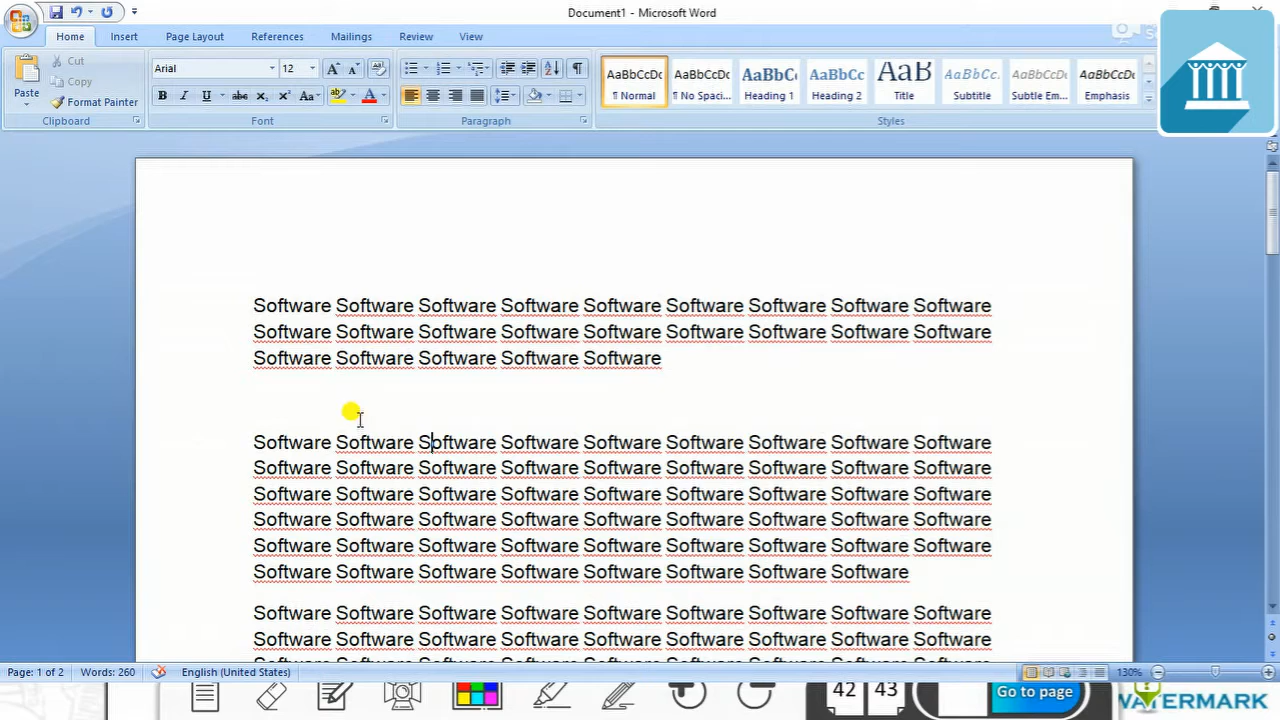 Document1 - Microsoft Word
Home Insert Page Layout References Mailings Review View
Paste
Cut
Copy
Format Painter
Clipboard
Arial 12
Font
Paragraph
AaBbCcDc AaBbCcDc AaBbCc AaBbCc AaB AaBbCc. AaBbCcDc AaBbCcDc
¶ Normal ¶ No Spaci... Heading 1 Heading 2 Title Subtitle Subtle Em... Emphasis
Styles
Software Software Software Software Software Software Software Software Software
Software Software Software Software Software Software Software Software Software
Software Software Software Software Software
Software Software Software Software Software Software Software Software Software
Software Software Software Software Software Software Software Software Software
Software Software Software Software Software Software Software Software Software
Software Software Software Software Software Software Software Software Software
Software Software Software Software Software Software Software Software Software
Software Software Software Software Software Software Software Software
Software Software Software Software Software Software Software Software Software
Software Software Software Software Software Software Software Software Software
Page: 1 of 2 Words: 260 English (United States) 130%
42 43 Go to page WATERMARK